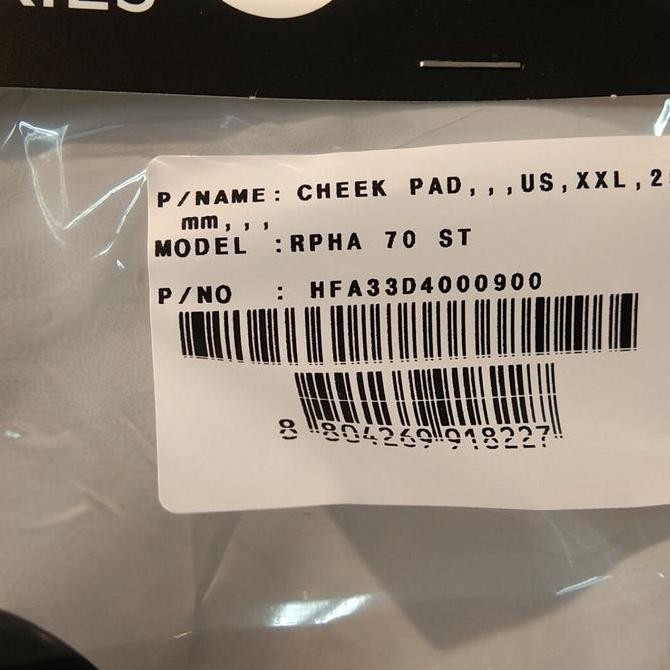 P/NAME: CHEEK PAD,,,US,XXL,2
mm,,,
MODEL :RPHA 70 ST
P/NO : HFA33D4000900
8 804269 918227